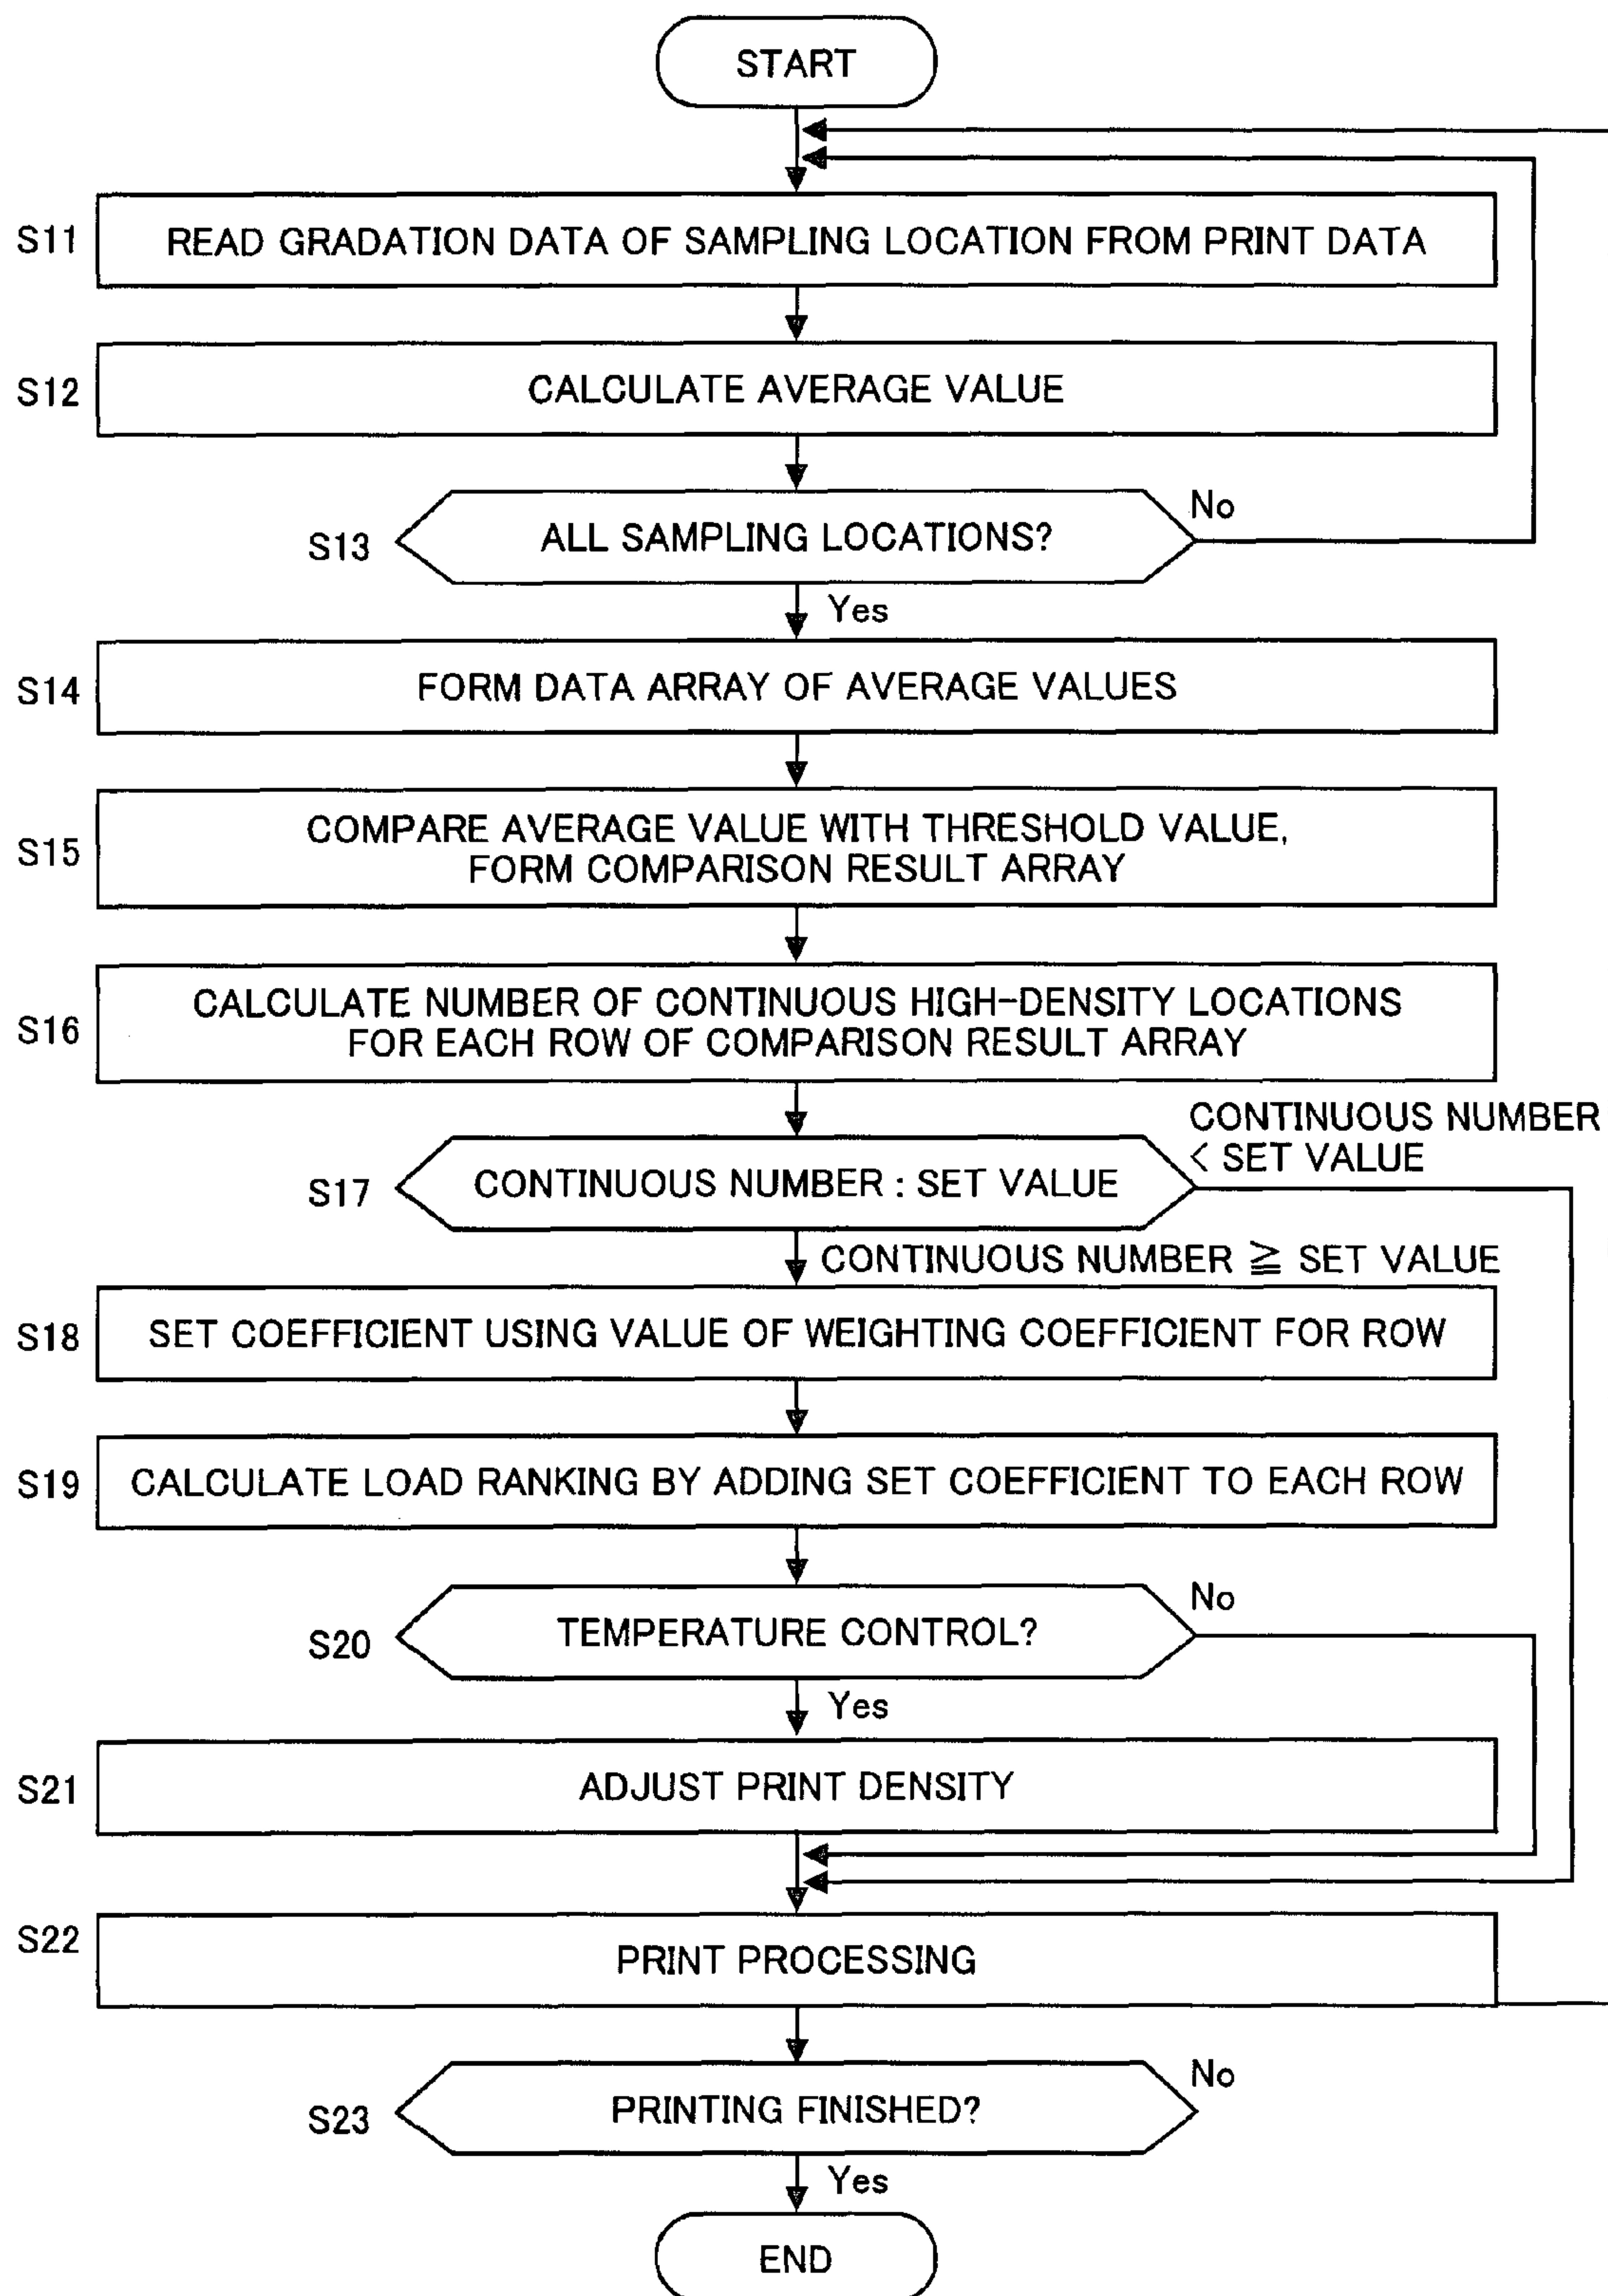 START
S11
READ GRADATION DATA OF SAMPLING LOCATION FROM PRINT DATA
S12
CALCULATE AVERAGE VALUE
No
S13
ALL SAMPLING LOCATIONS?
Yes
S14
FORM DATA ARRAY OF AVERAGE VALUES
S15
COMPARE AVERAGE VALUE WITH THRESHOLD VALUE,
FORM COMPARISON RESULT ARRAY
S16
CALCULATE NUMBER OF CONTINUOUS HIGH-DENSITY LOCATIONS
FOR EACH ROW OF COMPARISON RESULT ARRAY
CONTINUOUS NUMBER
< SET VALUE
S17
CONTINUOUS NUMBER : SET VALUE
CONTINUOUS NUMBER ≧ SET VALUE
S18
SET COEFFICIENT USING VALUE OF WEIGHTING COEFFICIENT FOR ROW
S19
CALCULATE LOAD RANKING BY ADDING SET COEFFICIENT TO EACH ROW
No
S20
TEMPERATURE CONTROL?
Yes
S21
ADJUST PRINT DENSITY
S22
PRINT PROCESSING
No
S23
PRINTING FINISHED?
Yes
END